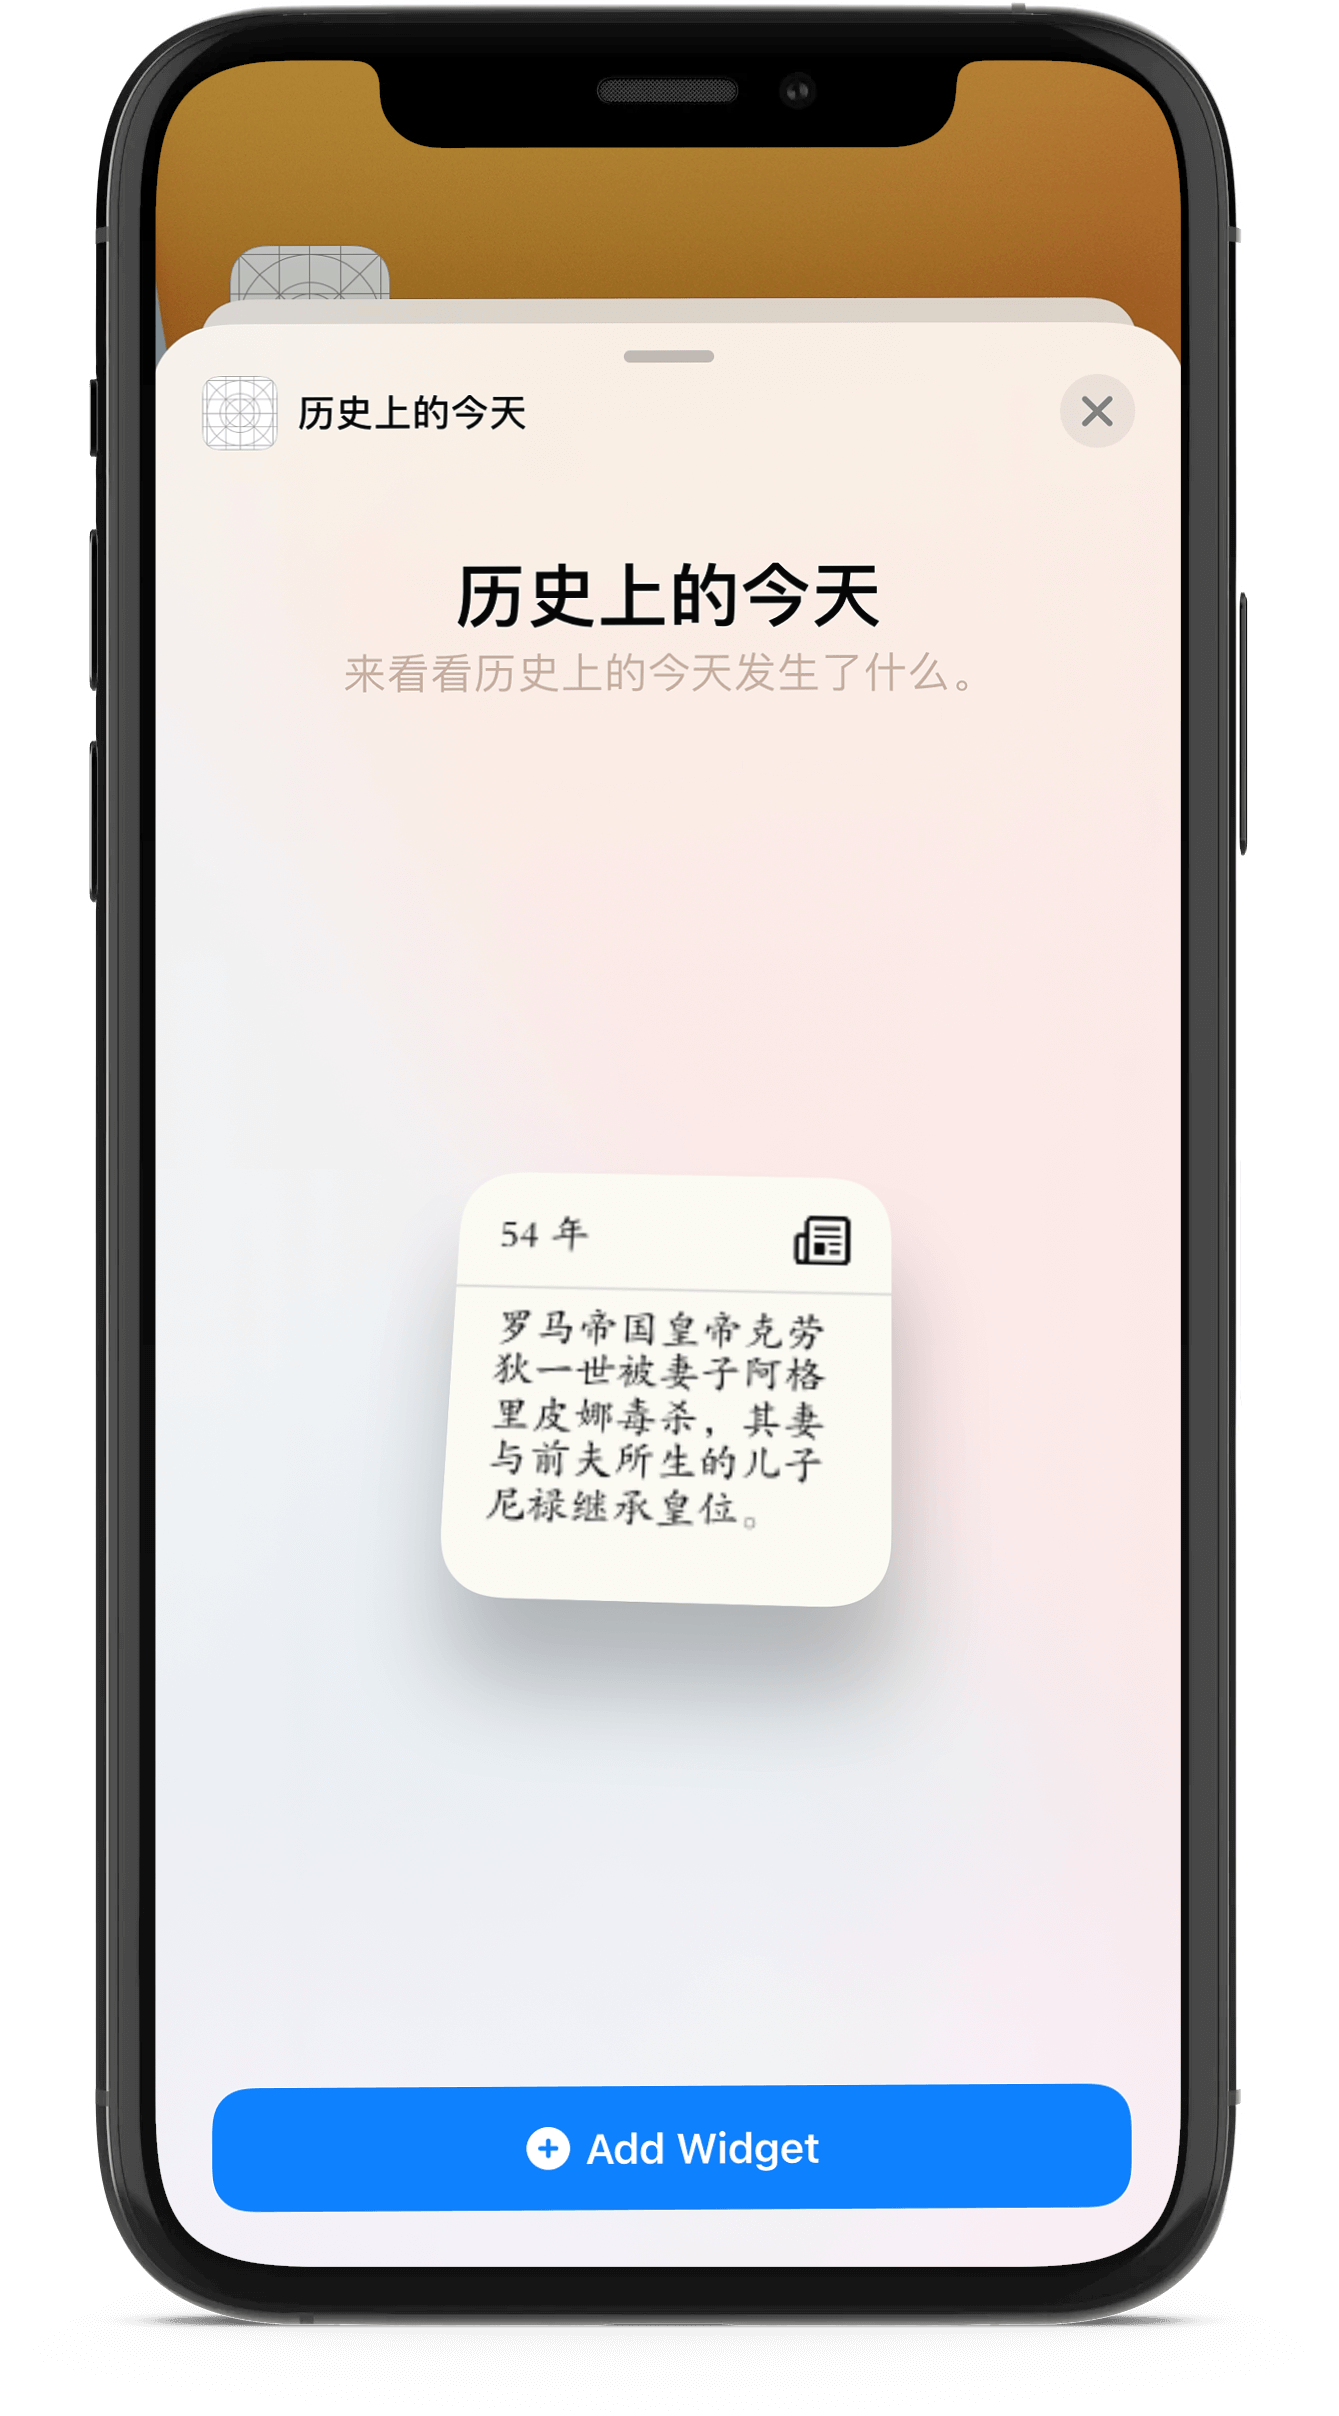 历史上的今天
历史上的今天
来看看历史上的今天发生了什么。
54 年
罗马帝国皇帝克劳
狄一世被妻子阿格
里皮娜毒杀，其妻
与前夫所生的儿子
尼禄继承皇位。
Add Widget